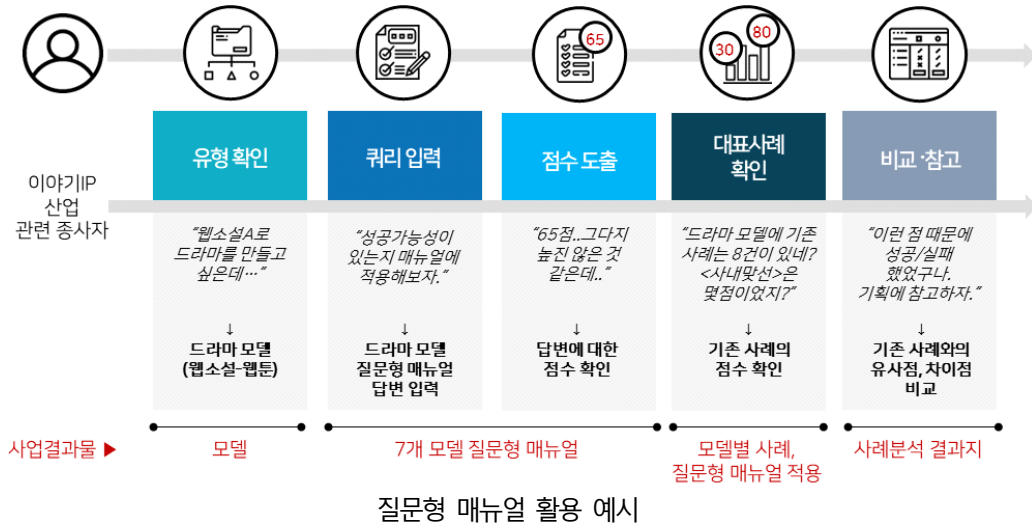 65
30
80
유형 확인
쿼리 입력
점수 도출
대표사례
확인
비교·참고
이야기IP
산업
관련 종사자
“웹소설A로
드라마를 만들고
싶은데…”
↓
드라마 모델
(웹소설-웹툰)
“성공가능성이
있는지 매뉴얼에
적용해보자.”
↓
드라마 모델
질문형 매뉴얼
답변 입력
“65점..그다지
높진 않은 것
같은데..”
↓
답변에 대한
점수 확인
“드라마 모델에 기존
사례는 8건이 있네?
<사내맞선>은
몇점이었지?”
↓
기존 사례의
점수 확인
“이런 점 때문에
성공/실패
했었구나.
기획에 참고하자.”
↓
기존 사례와의
유사점, 차이점
비교
사업결과물 ▶
모델
7개 모델 질문형 매뉴얼
모델별 사례,
질문형 매뉴얼 적용
사례분석 결과지
질문형 매뉴얼 활용 예시